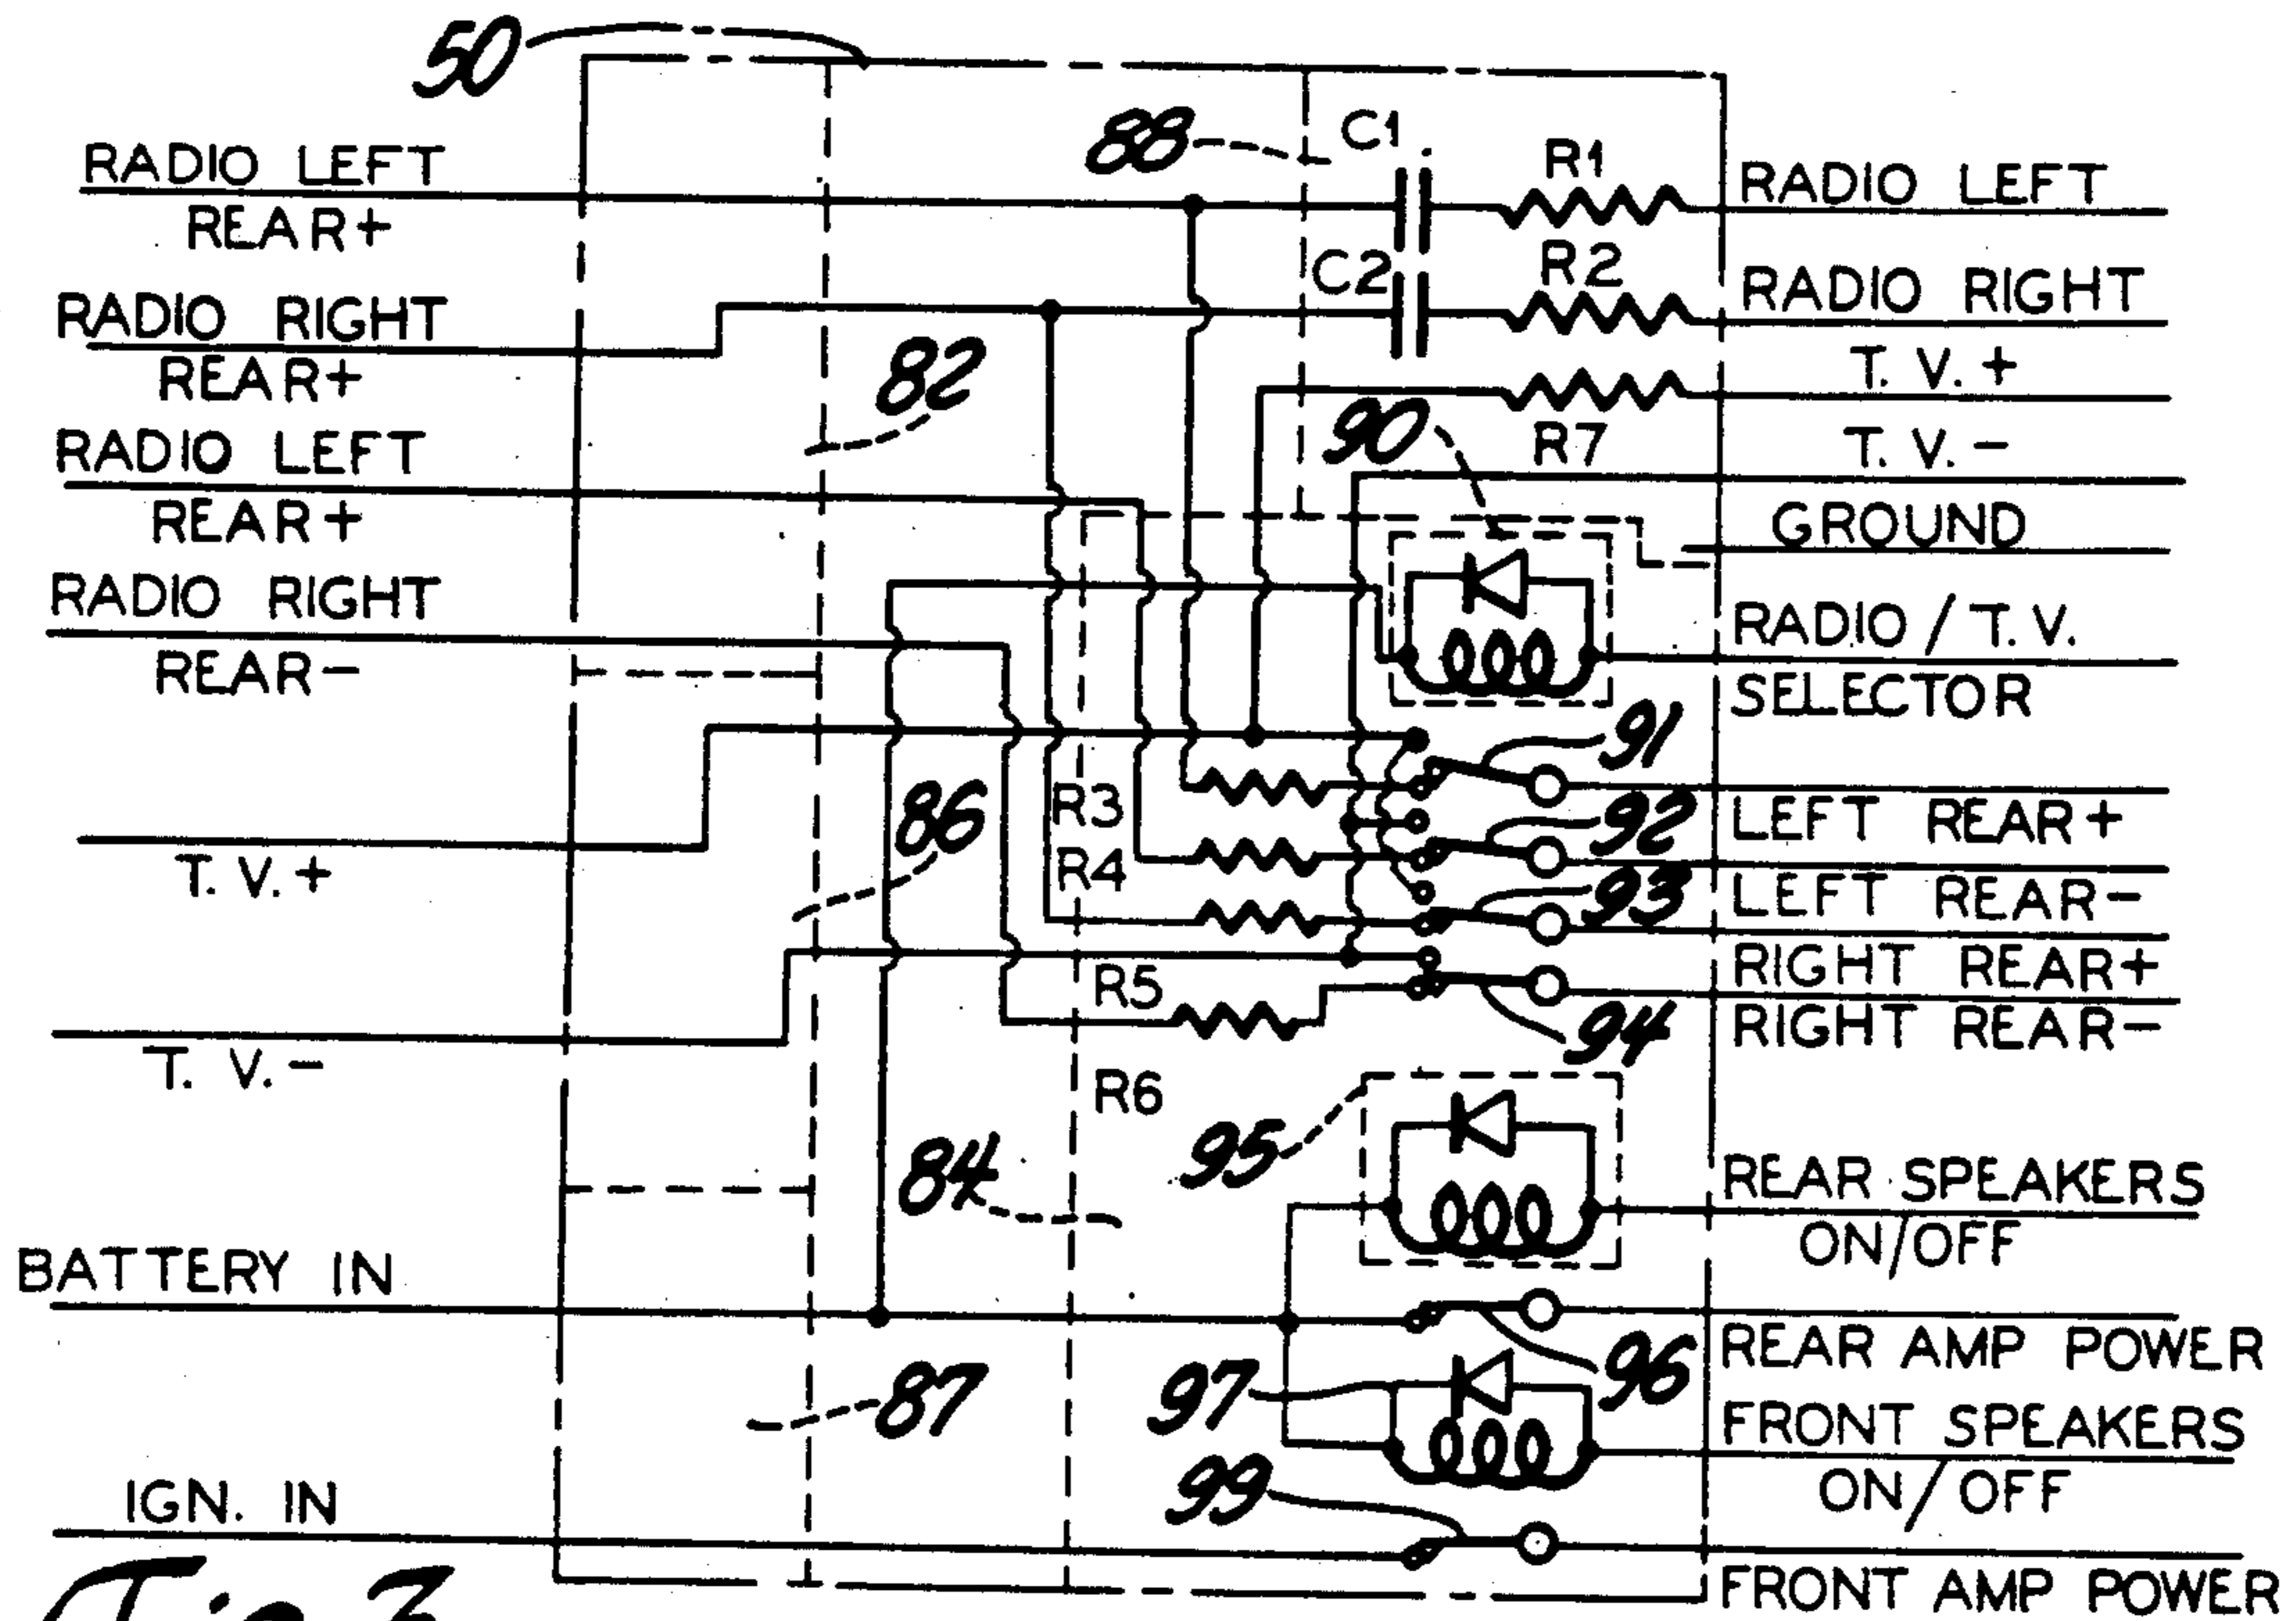 50
88
C1
R1
RADIO LEFT
REAR+
RADIO LEFT
C2
R2
RADIO RIGHT
REAR+
RADIO RIGHT
82
T. V. +
90
R7
RADIO LEFT
REAR+
T. V. -
GROUND
RADIO RIGHT
REAR-
RADIO / T. V.
SELECTOR
91
86
R3
92
LEFT REAR+
T. V. +
R4
93
LEFT REAR-
R5
RIGHT REAR+
94
RIGHT REAR-
T. V. -
R6
84
95
REAR SPEAKERS
ON/OFF
BATTERY IN
96
REAR AMP POWER
87
97
FRONT SPEAKERS
ON/OFF
99
IGN. IN
FRONT AMP POWER